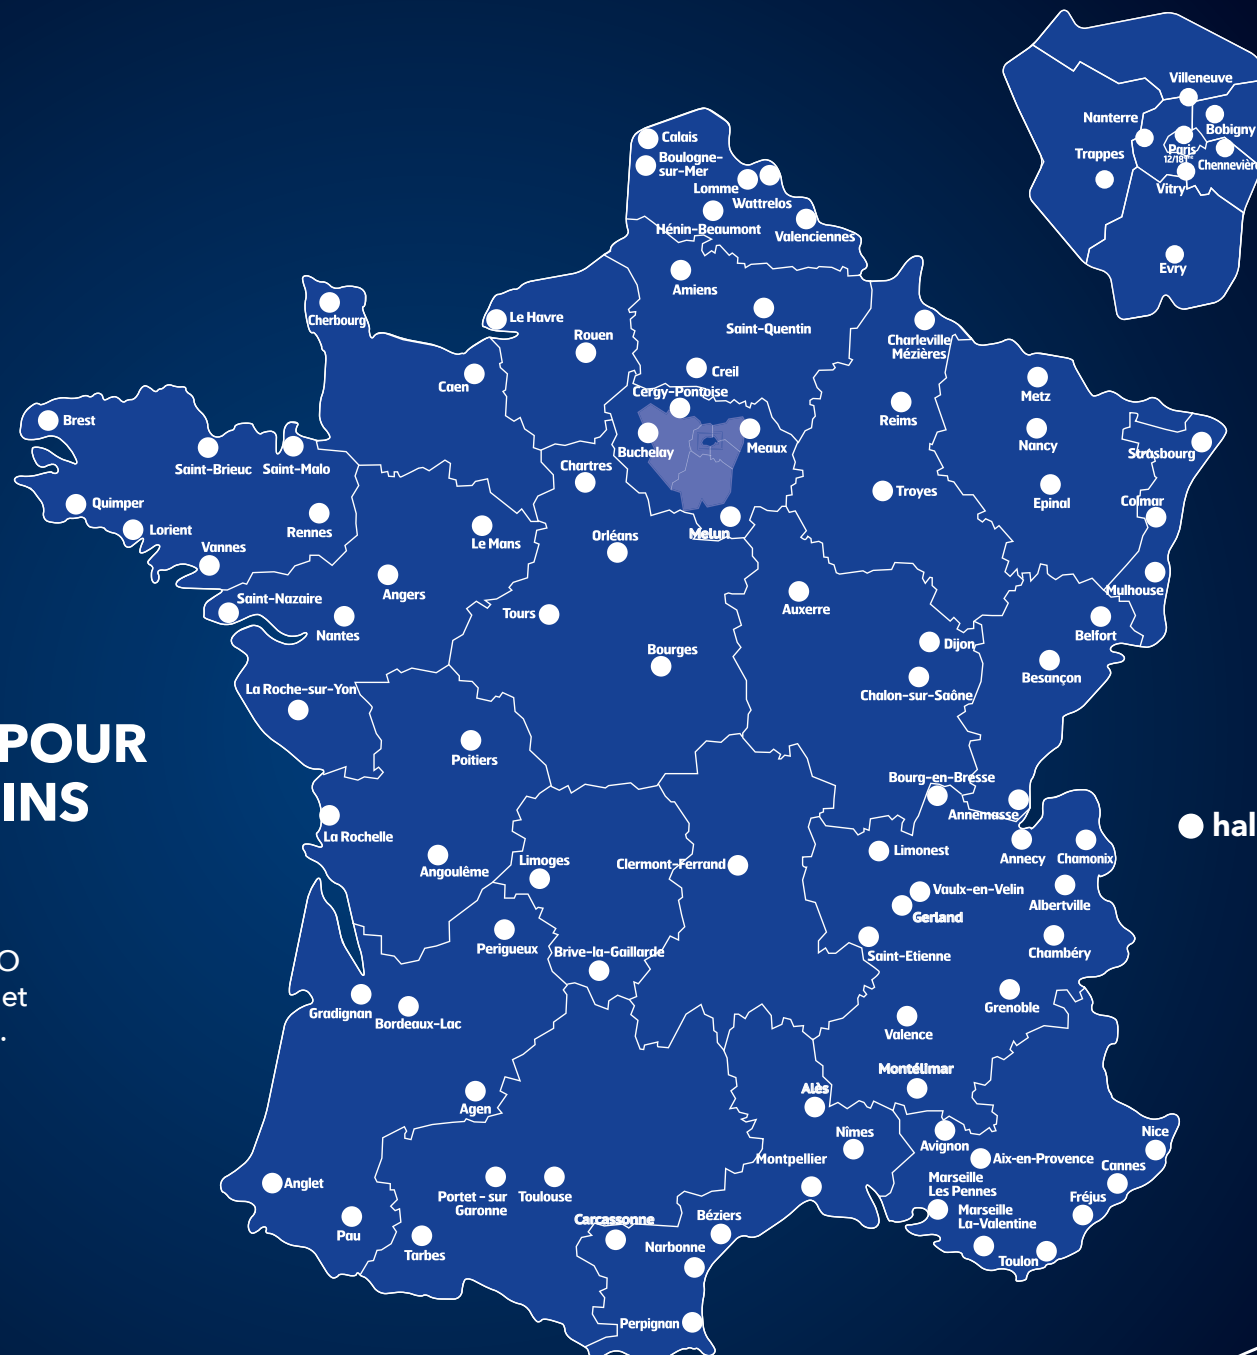 Villeneuve
Nanterre
Bobigny
Paris
12/18ème
Trappes
Chennevière
Vitry
Evry
Calais
Boulogne-
sur-Mer
Lomme
Wattrelos
Hénin-Beaumont
Valenciennes
Amiens
Saint-Quentin
Cherbourg
Le Havre
Rouen
Charleville
Mézières
Caen
Creil
Cergy-Pontoise
Metz
Reims
Brest
Nancy
Buchelay
Meaux
Strasbourg
Saint-Brieuc
Saint-Malo
Chartres
Troyes
Epinal
Colmar
Quimper
Lorient
Rennes
Le Mans
Orléans
Melun
Vannes
Mulhouse
Saint-Nazaire
Angers
Auxerre
Tours
Nantes
Belfort
Dijon
Bourges
Besançon
La Roche-sur-Yon
Chalon-sur-Saône
POUR
INS
Poitiers
Bourg-en-Bresse
Annemasse
hal
La Rochelle
Limonest
Annecy
Chamonix
Angoulême
Limoges
Clermont-Ferrand
Vaulx-en-Velin
Gerland
Albertville
Perigueux
Brive-la-Gaillarde
Saint-Etienne
Chambéry
O
et
.
Gradignan
Bordeaux-Lac
Grenoble
Valence
Montélimar
Alès
Agen
Nîmes
Avignon
Nice
Montpellier
Aix-en-Provence
Cannes
Anglet
Portet - sur
Garonne
Toulouse
Marseille
Les Pennes
Fréjus
Pau
Tarbes
Carcassonne
Béziers
Marseille
La-Valentine
Narbonne
Toulon
Perpignan